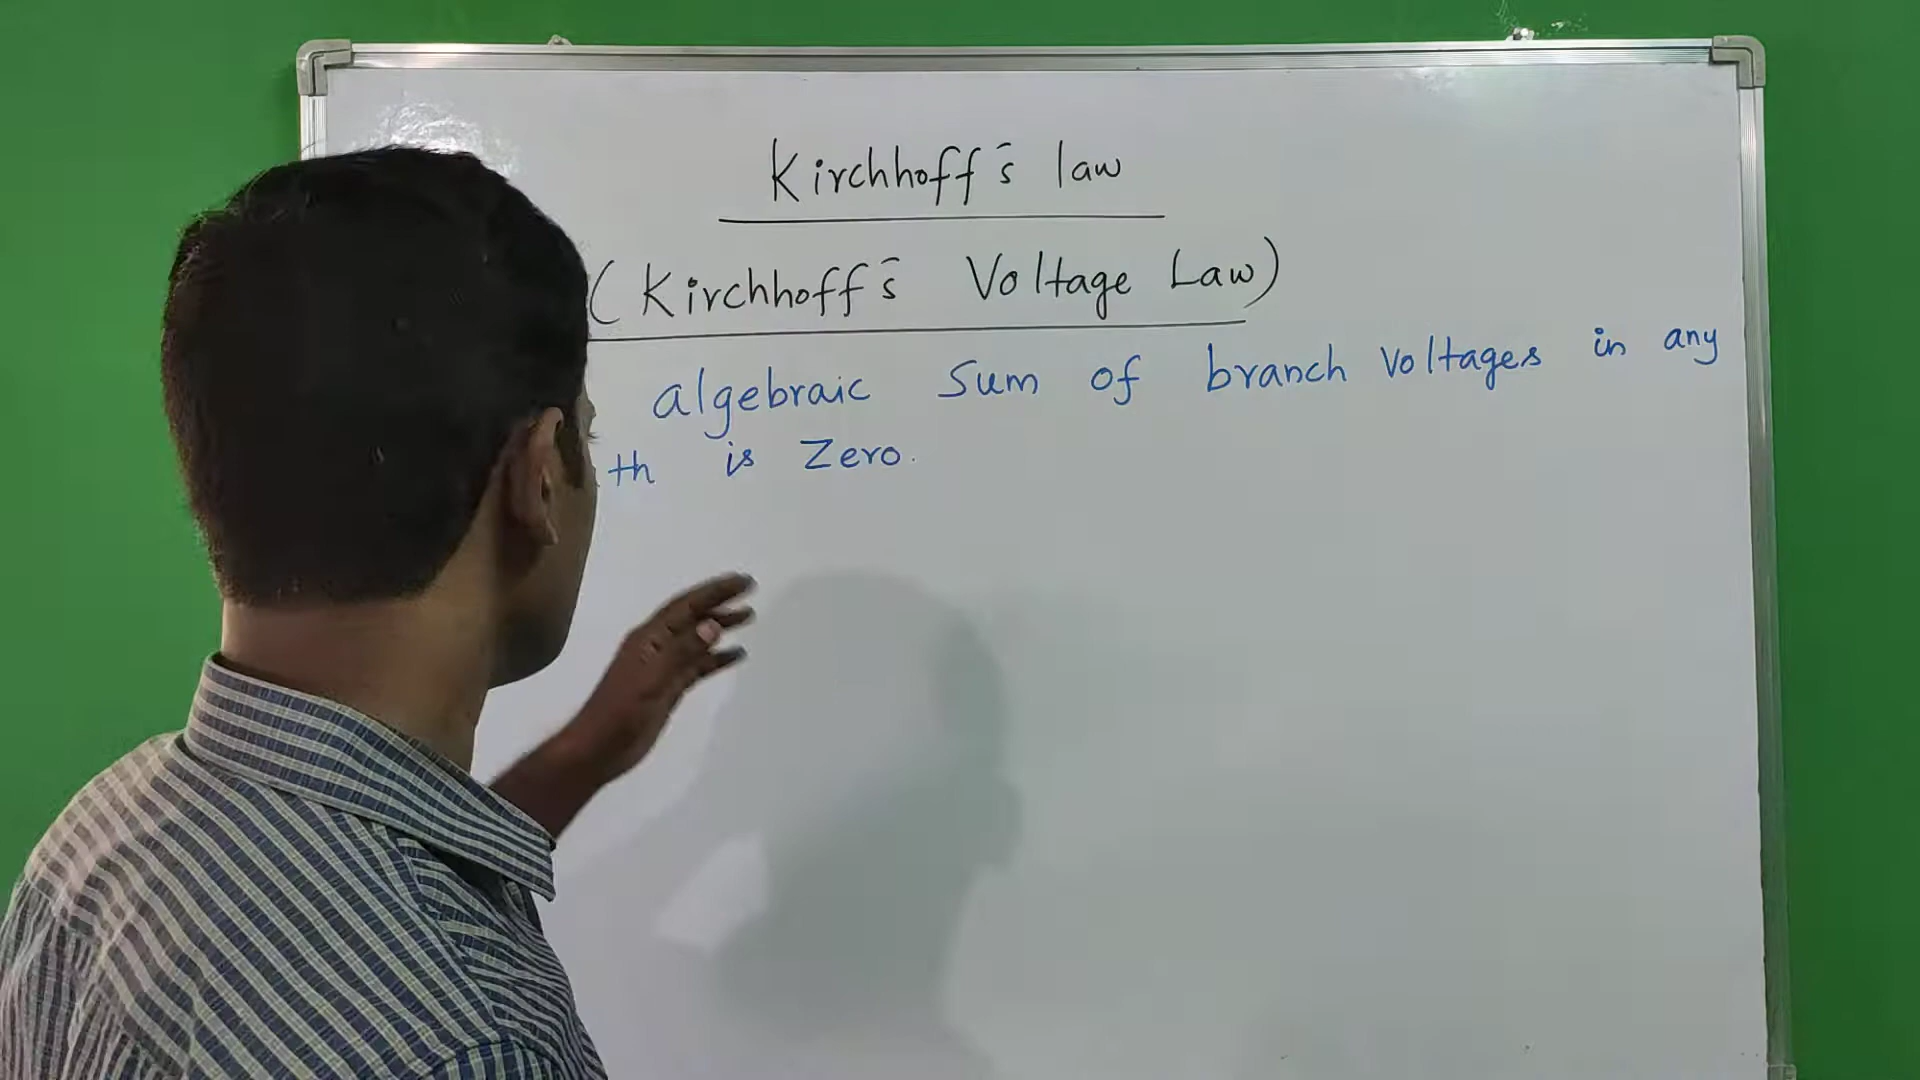 Kirchhoff's law
(Kirchhoff's Voltage Law)
algebraic Sum of branch Voltages in any
th is Zero.